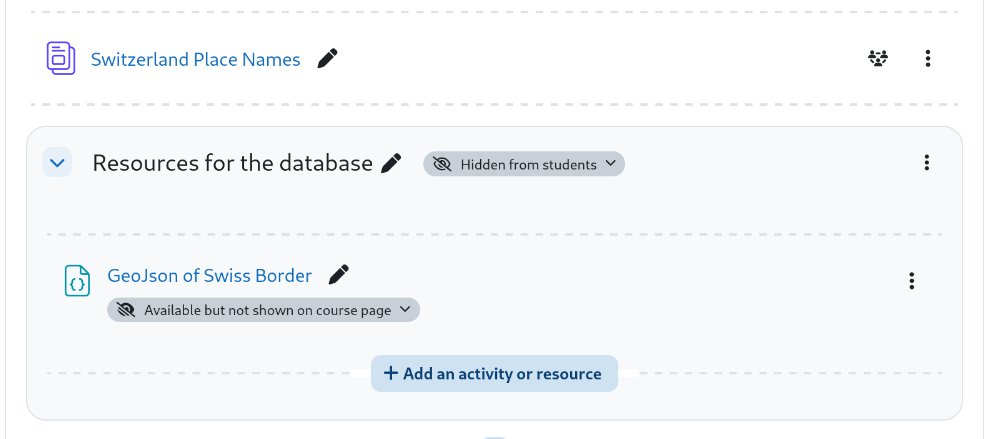 Switzerland Place Names
Resources for the database
Hidden from students
GeoJson of Swiss Border
Available but not shown on course page
+ Add an activity or resource